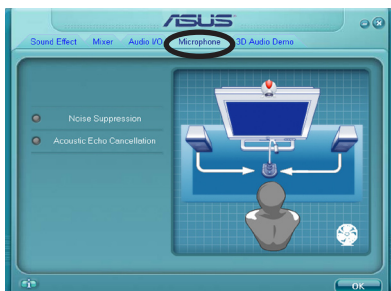 ASUS
Sound Effect Mixer Audio I/O Microphone 3D Audio Demo
Noise Suppression
Acoustic Echo Cancellation
OK